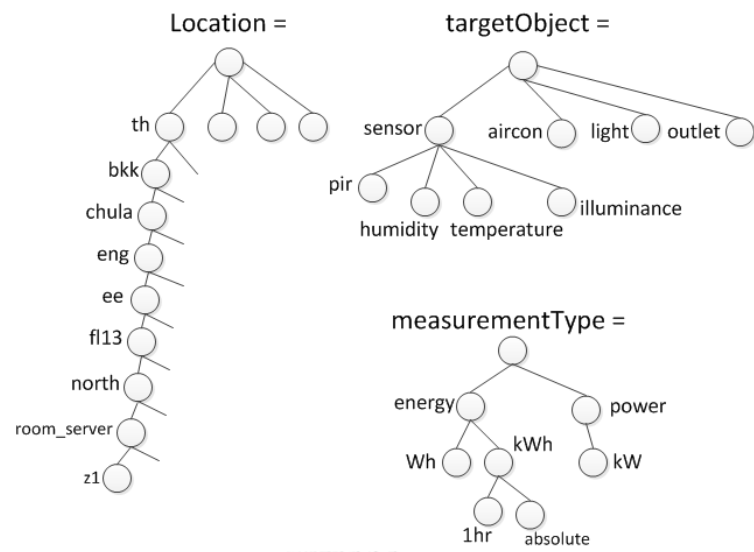 Location =
th
bkk
chula
eng
ee
fl13
north
room_server
z1
targetObject =
sensor
aircon
light
outlet
pir
humidity
temperature
illuminance
measurementType =
energy
power
Wh
kWh
kW
1hr
absolute